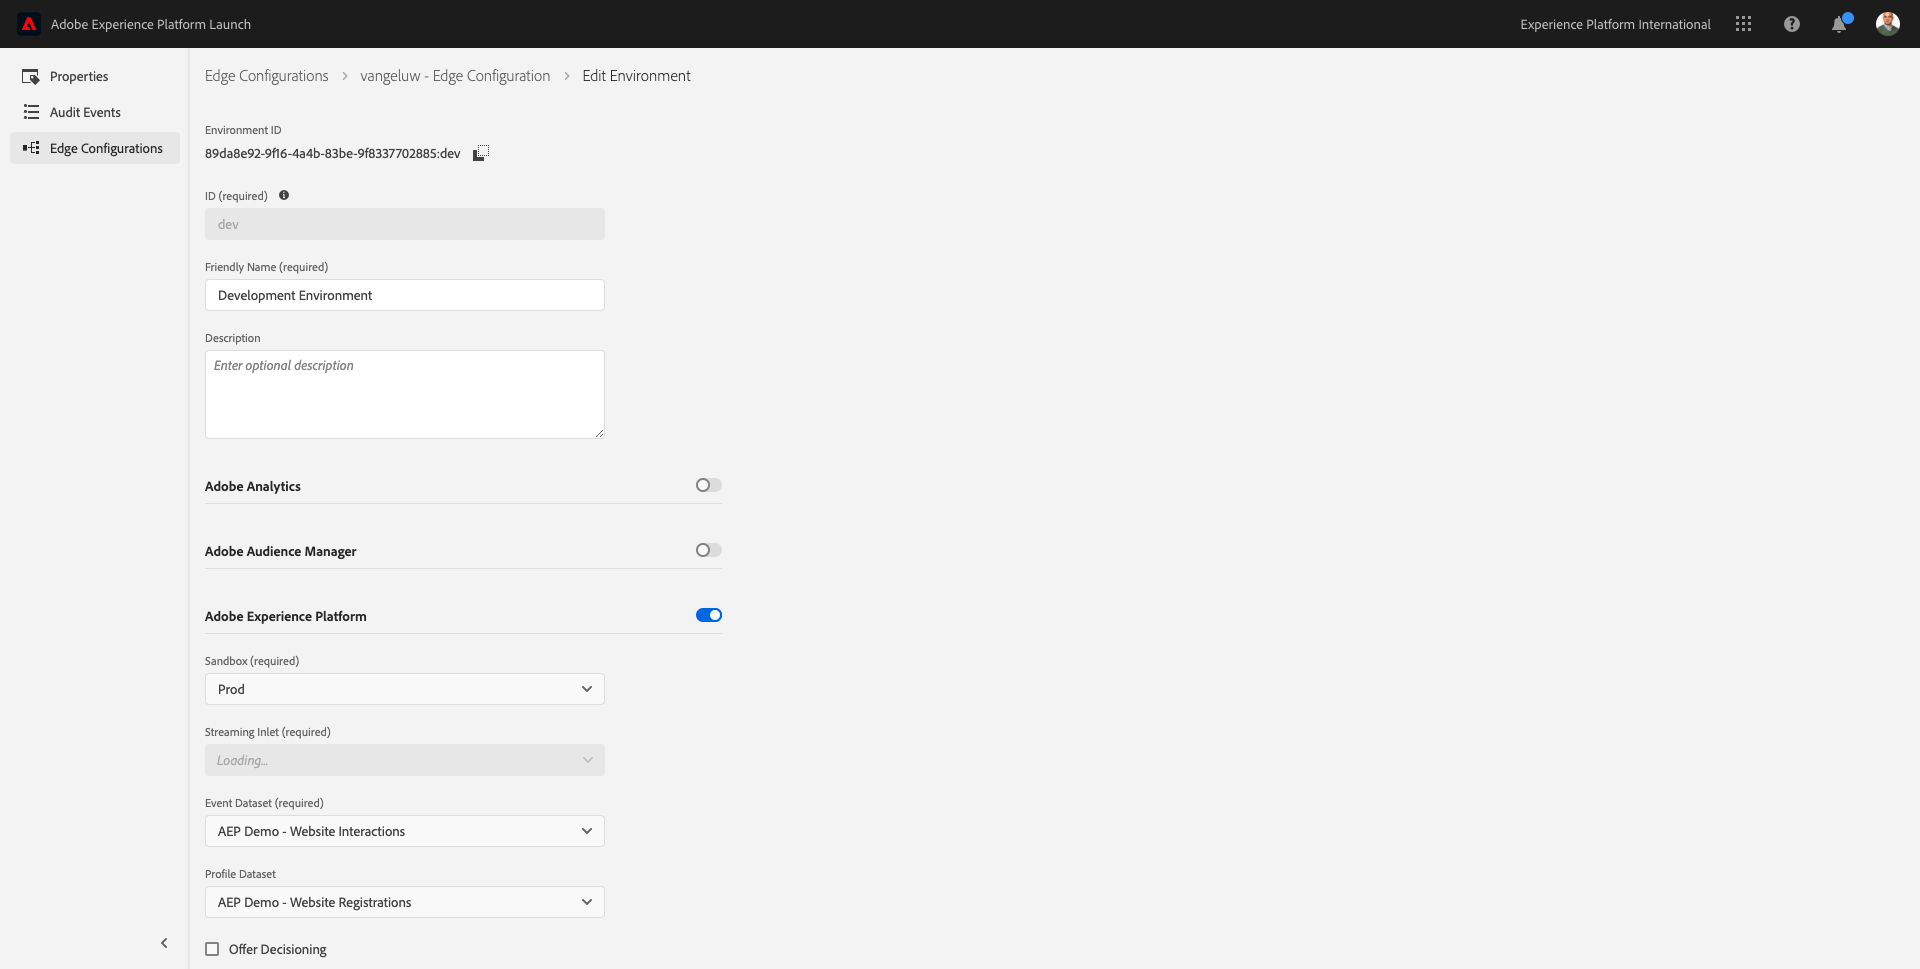 Adobe Experience Platform Launch
Experience Platform International
Properties
Audit Events
Edge Configurations
Edge Configurations > vangeluw - Edge Configuration > Edit Environment
Environment ID
89da8e92-9f16-4a4b-83be-9f8337702885:dev
ID (required)
dev
Friendly Name (required)
Development Environment
Description
Enter optional description
Adobe Analytics
Adobe Audience Manager
Adobe Experience Platform
Sandbox (required)
Prod
Streaming Inlet (required)
Loading...
Event Dataset (required)
AEP Demo - Website Interactions
Profile Dataset
AEP Demo - Website Registrations
Offer Decisioning